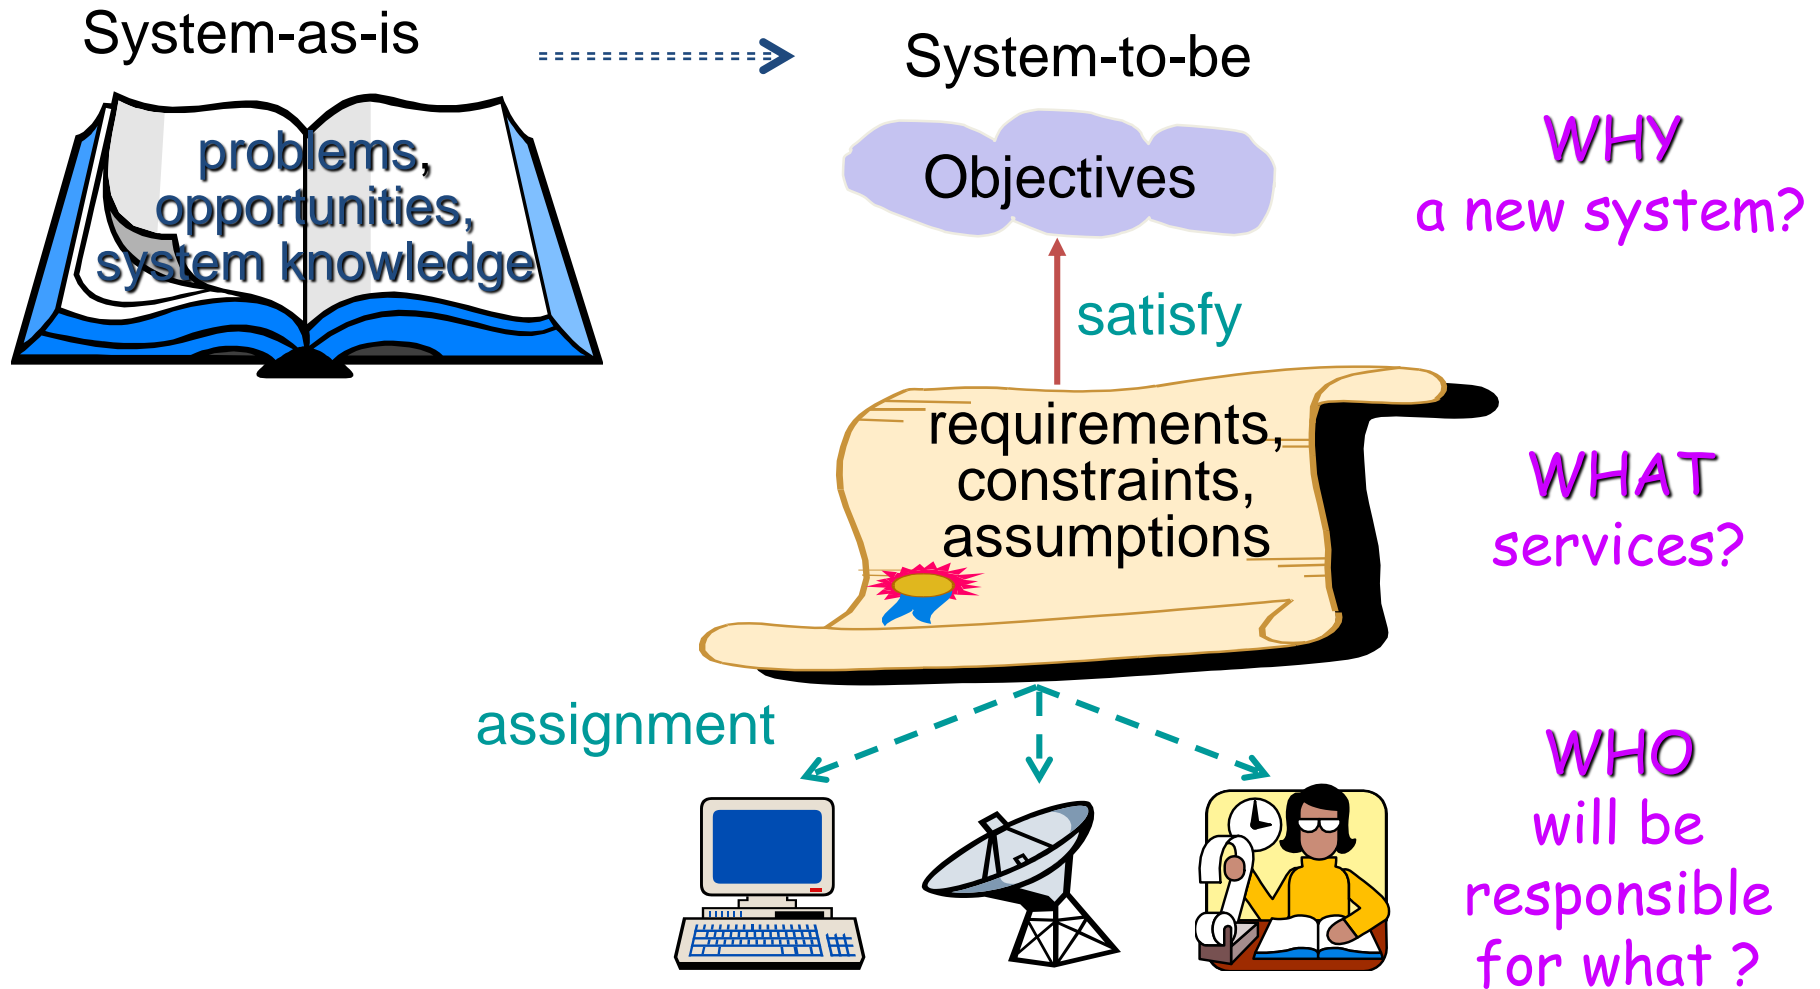 System-as-is
problems,
opportunities,
system knowledge
System-to-be
Objectives
WHY
a new system?
satisfy
requirements,
constraints,
assumptions
WHAT
services?
assignment
WHO
will be
responsible
for what ?